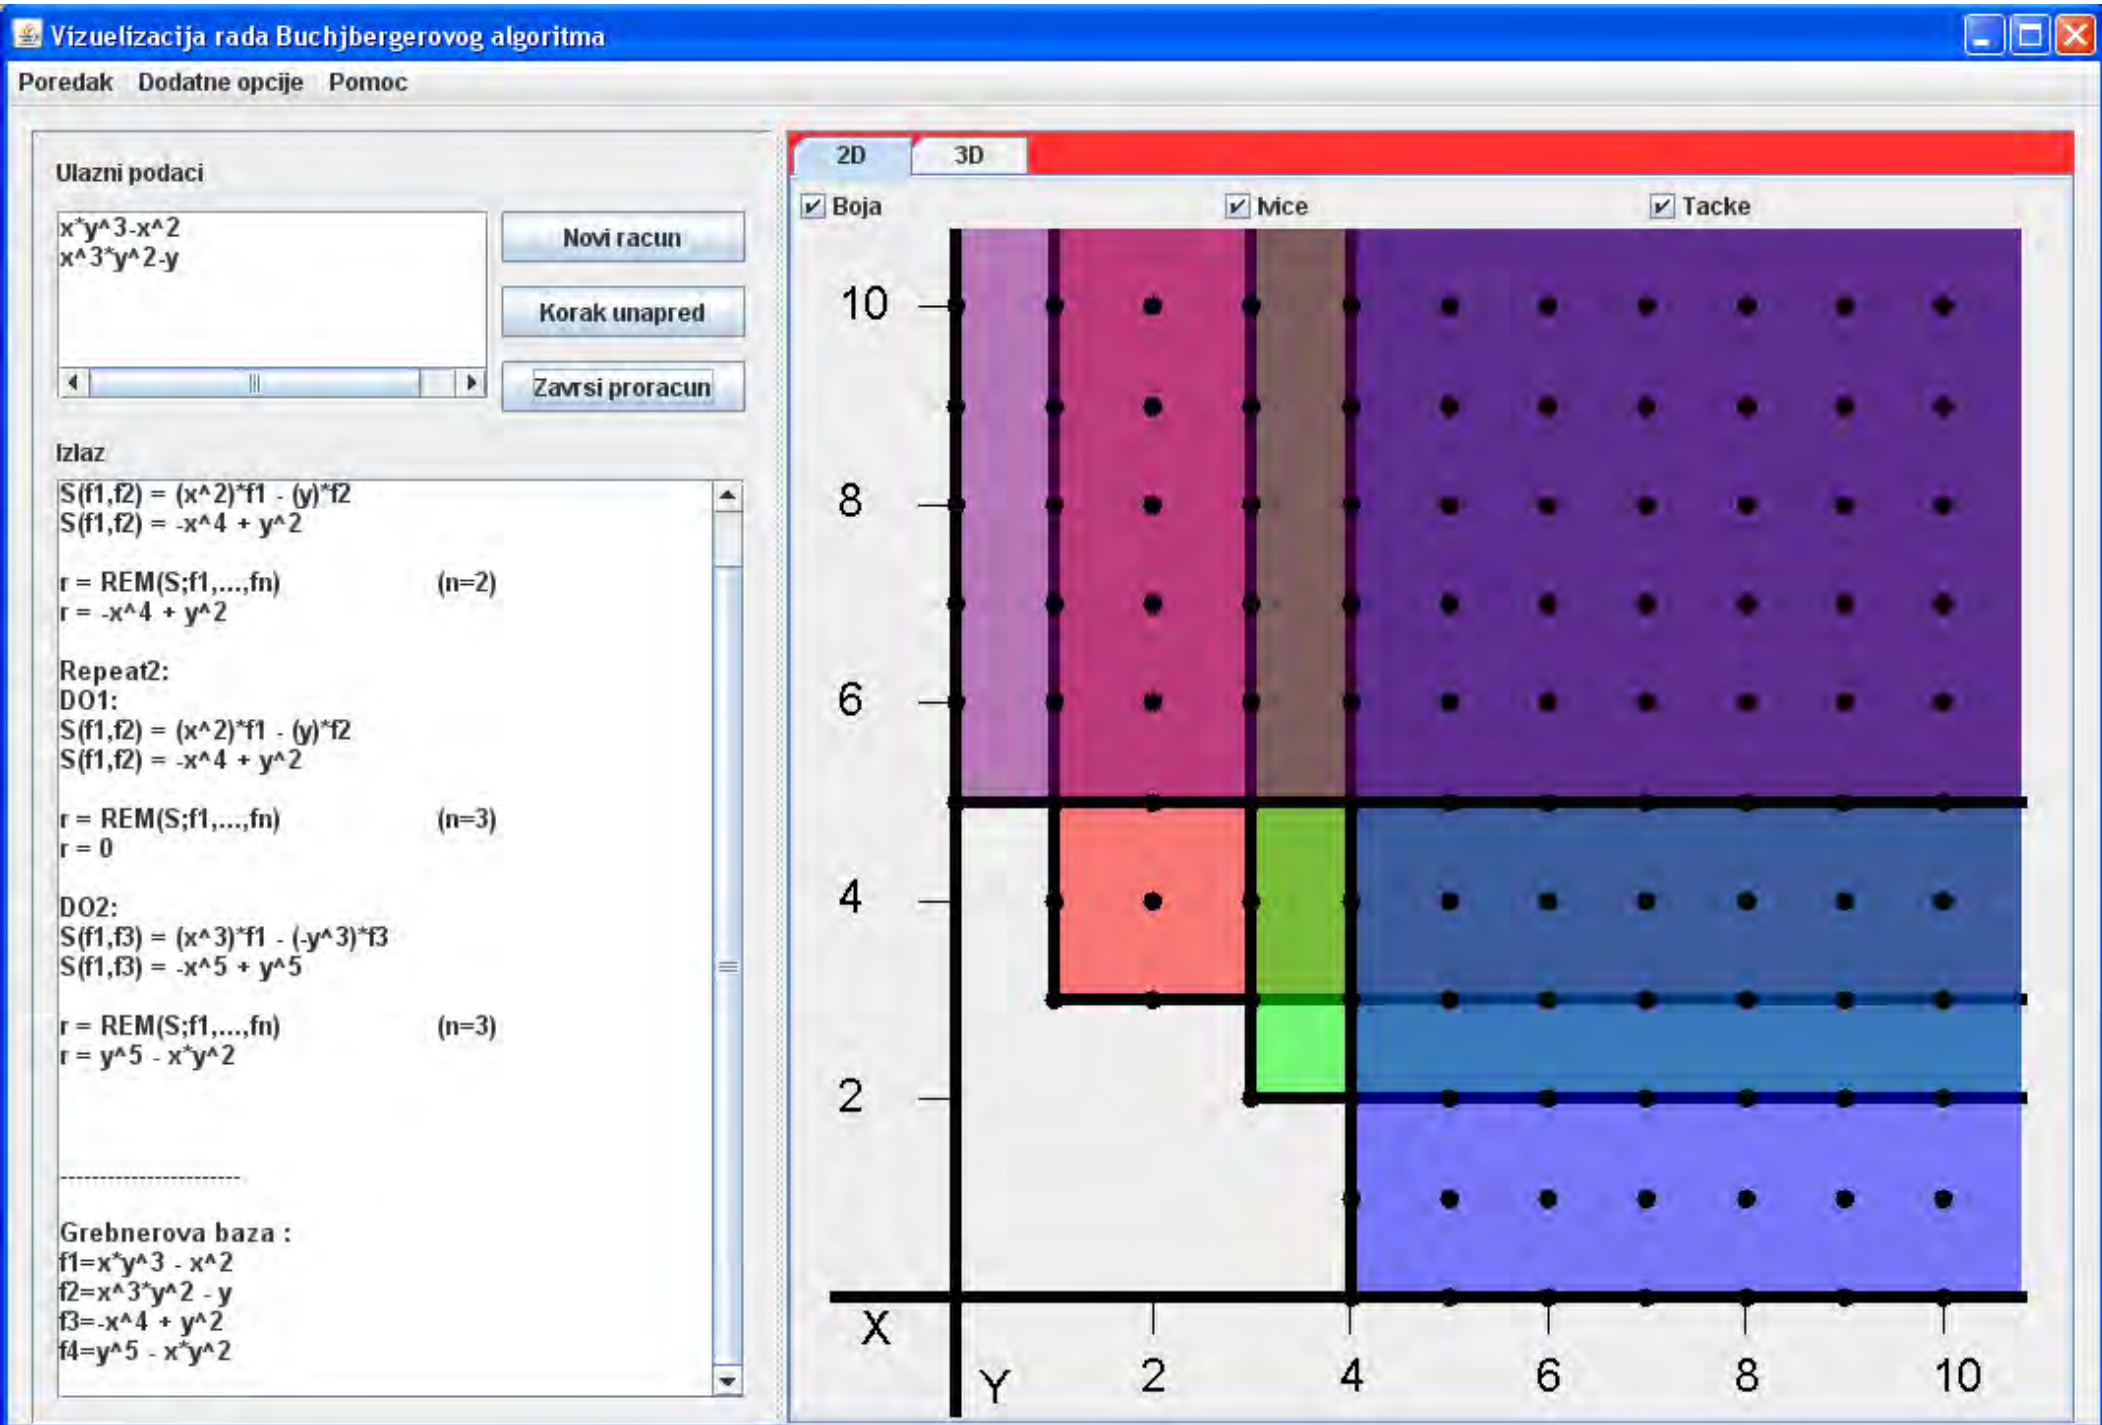 Vizuelizacija rada Buchjbergerovog algoritma
Poredak Dodatne opcije Pomoc
Ulazni podaci
x*y^3-x^2
x^3*y^2-y
Novi racun
Korak unapred
Zavrsi proracun
Izlaz
S(f1,f2) = (x^2)*f1 - (y)*f2
S(f1,f2) = -x^4 + y^2
r = REM(S;f1,...,fn) (n=2)
r = -x^4 + y^2
Repeat2:
DO1:
S(f1,f2) = (x^2)*f1 - (y)*f2
S(f1,f2) = -x^4 + y^2
r = REM(S;f1,...,fn) (n=3)
r = 0
DO2:
S(f1,f3) = (x^3)*f1 - (-y^3)*f3
S(f1,f3) = -x^5 + y^5
r = REM(S;f1,...,fn) (n=3)
r = y^5 - x*y^2
-----------------------
Grebnerova baza :
f1=x*y^3 - x^2
f2=x^3*y^2 - y
f3=-x^4 + y^2
f4=y^5 - x*y^2
2D 3D
Boja Ivice Tacke
10
8
6
4
2
X
Y 2 4 6 8 10